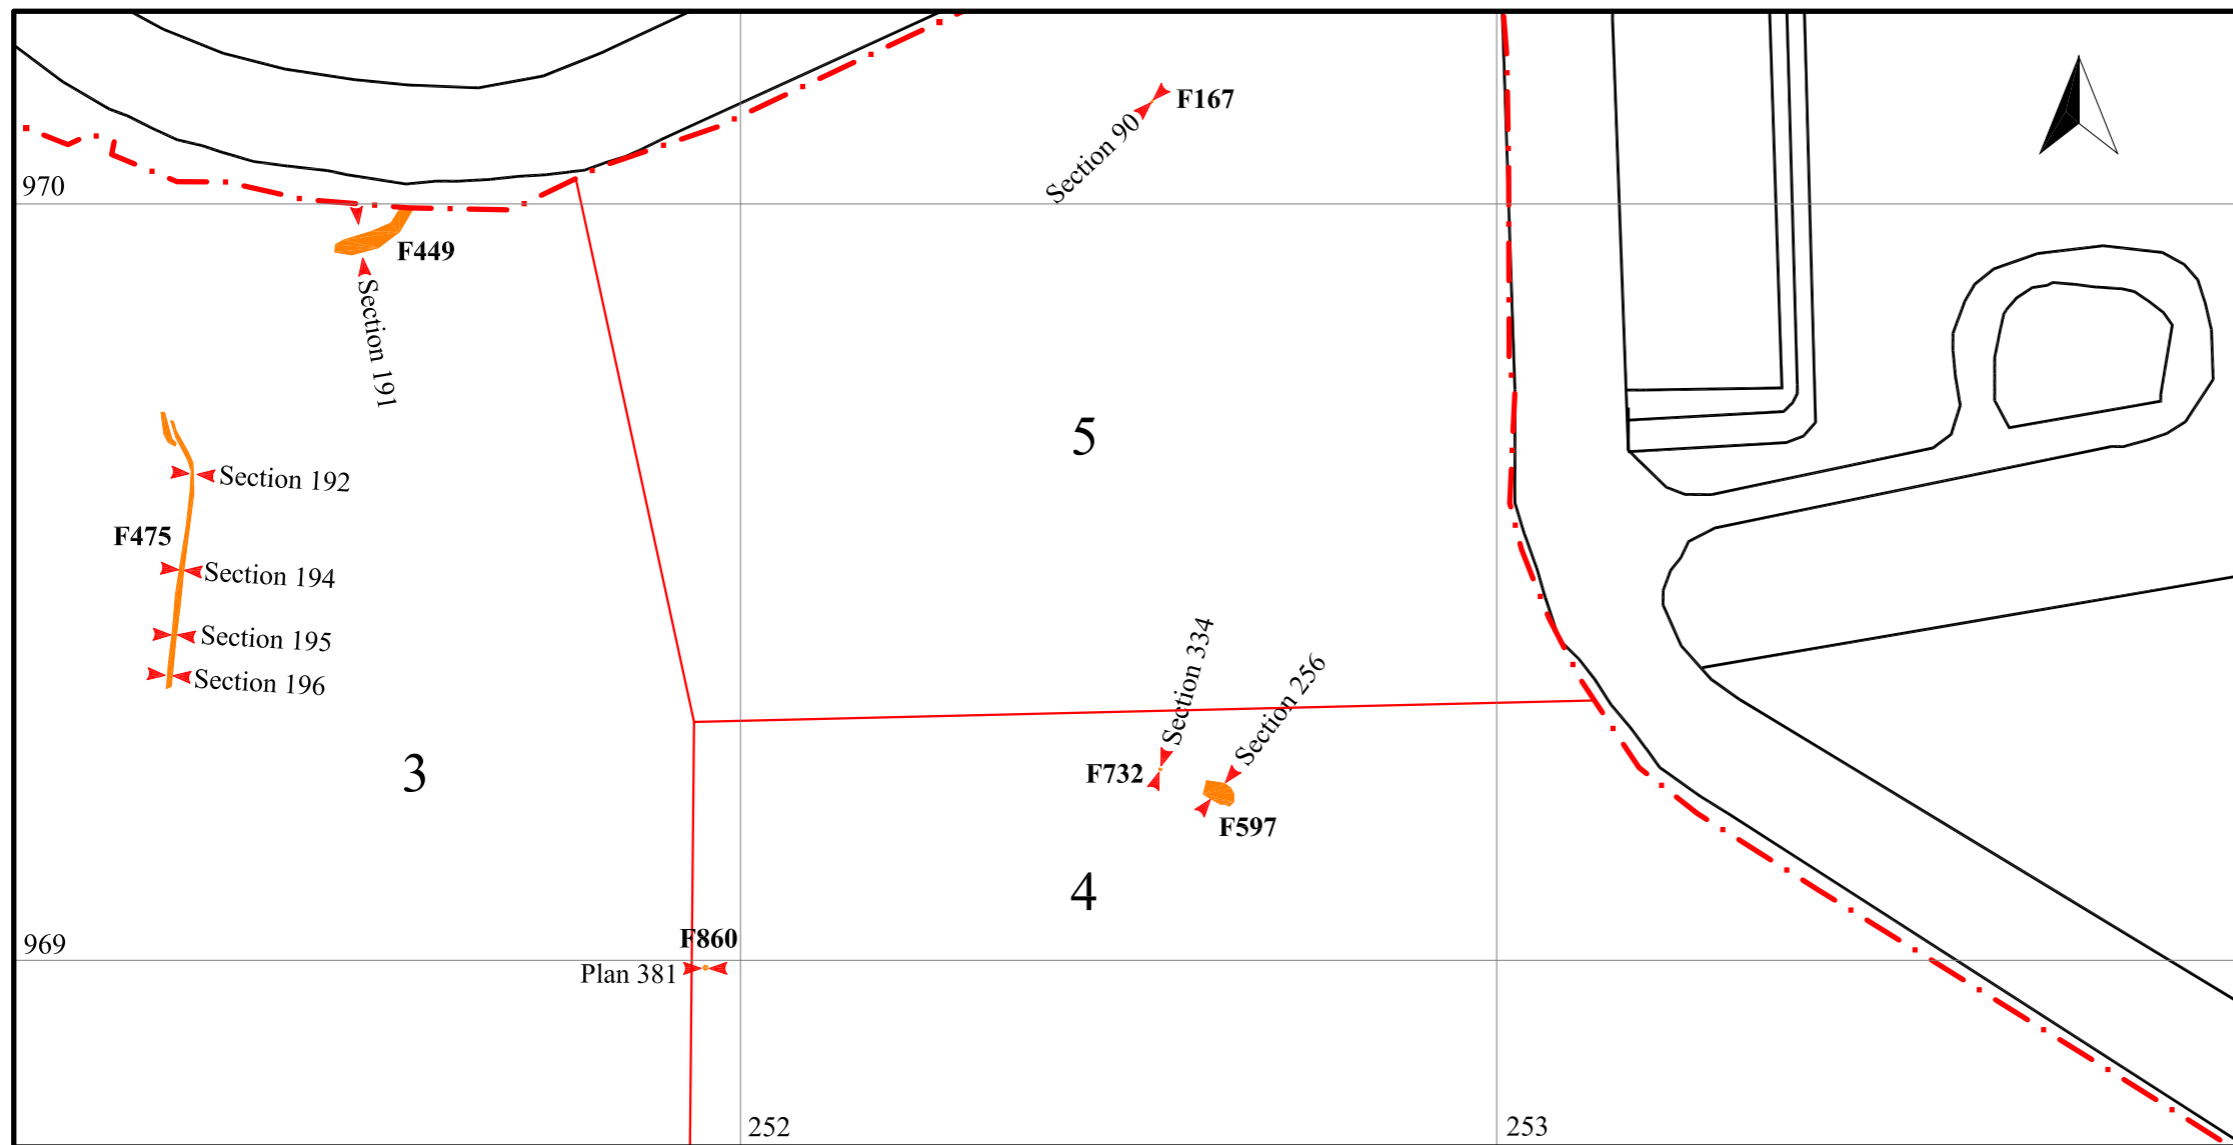 F167
Section 90
970
F449
Section 191
5
Section 192
F475
Section 194
Section 195
Section 196
Section 334
Section 256
3
F732
F597
4
F860
969
Plan 381
252
253